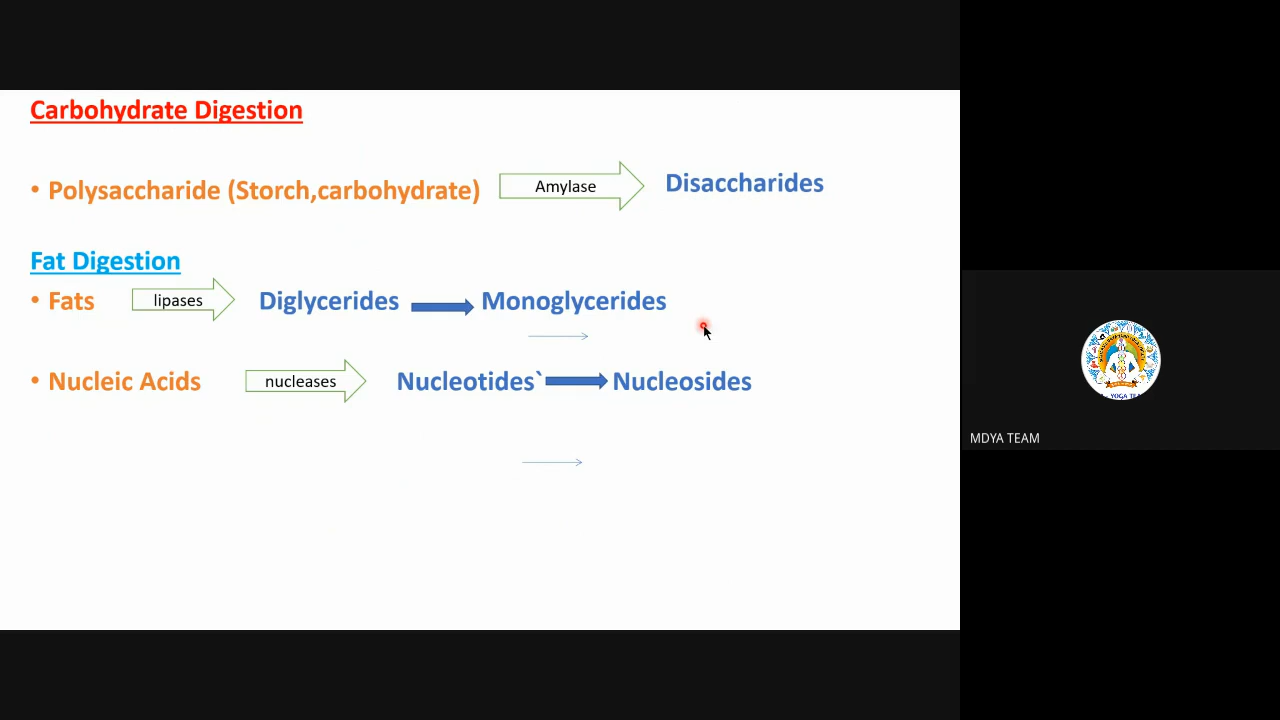 Carbohydrate Digestion
• Polysaccharide (Storch,carbohydrate) Amylase Disaccharides
Fat Digestion
• Fats lipases Diglycerides Monoglycerides
• Nucleic Acids nucleases Nucleotides` Nucleosides
MDYA TEAM